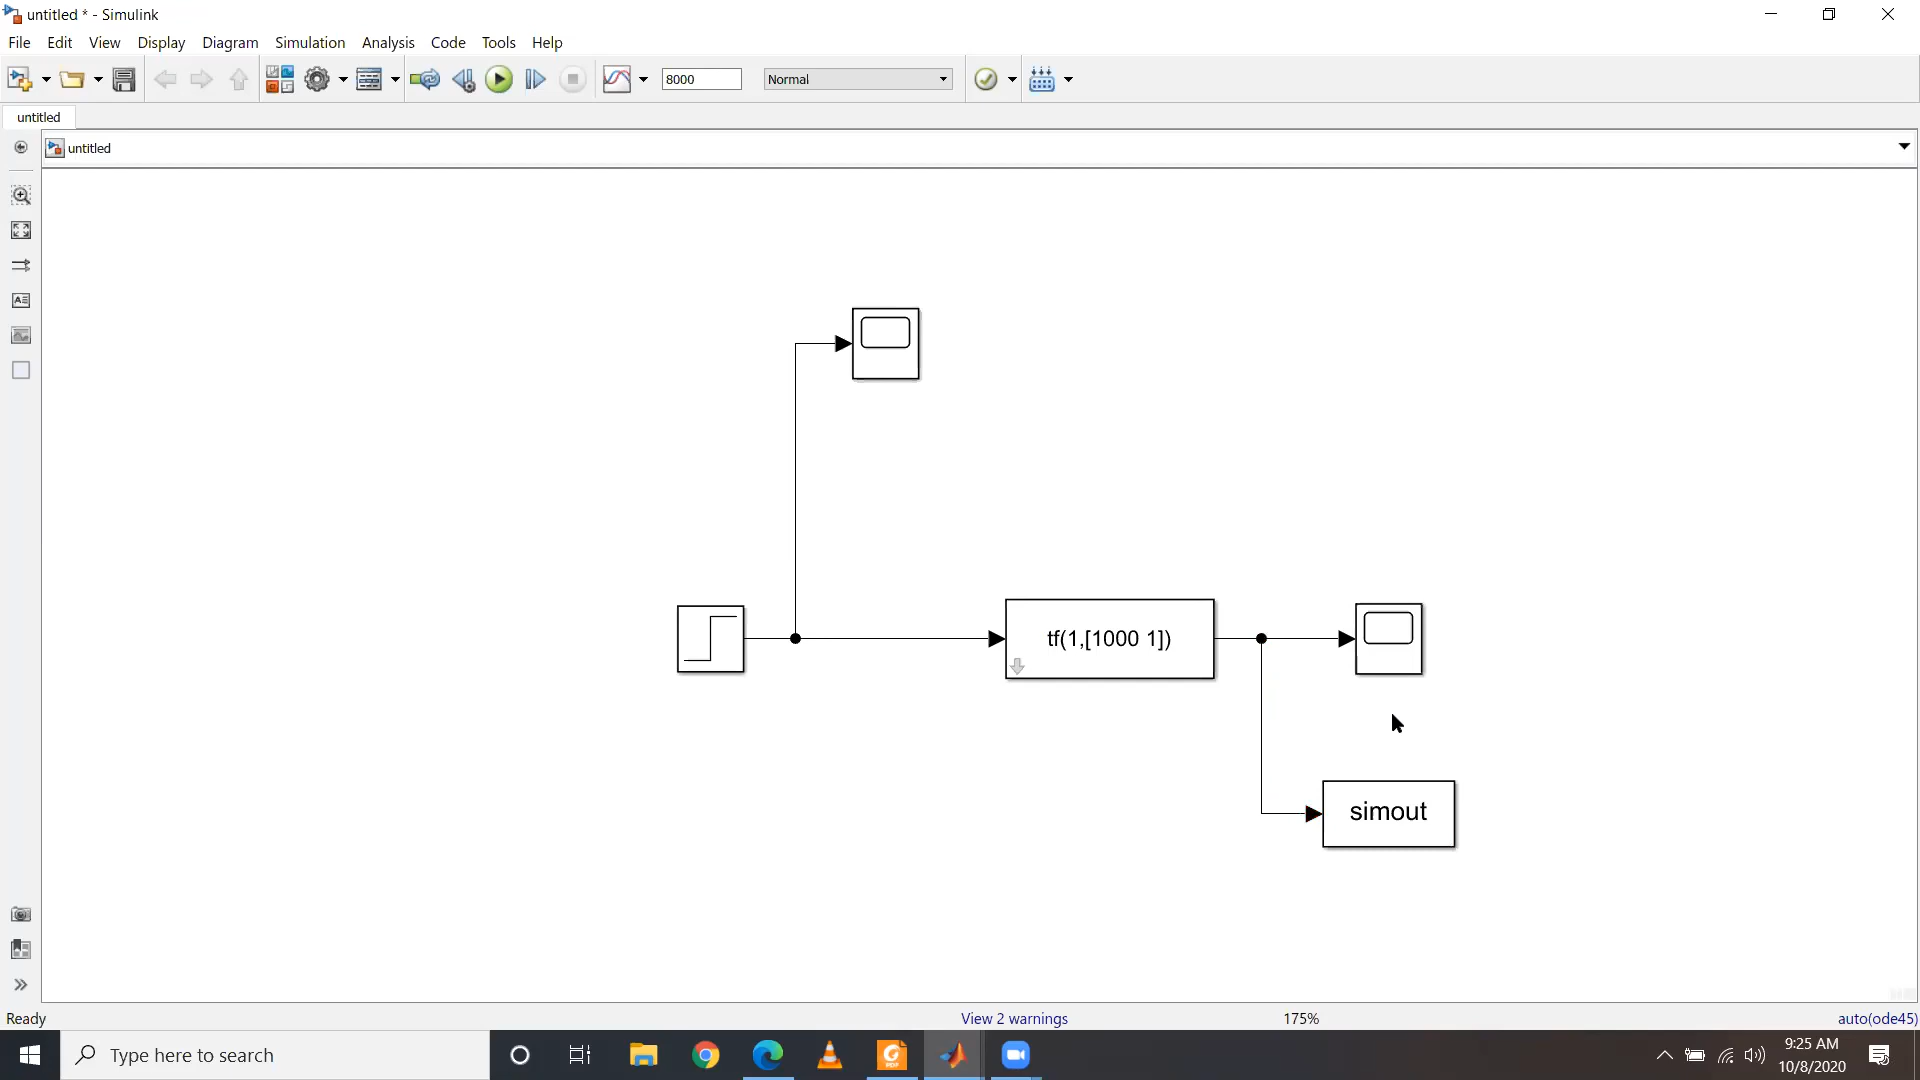 untitled * - Simulink
File Edit View Display Diagram Simulation Analysis Code Tools Help
8000 Normal
untitled
untitled
tf(1,[1000 1])
simout
Ready View 2 warnings 175% auto(ode45)
Type here to search
9:25 AM
10/8/2020